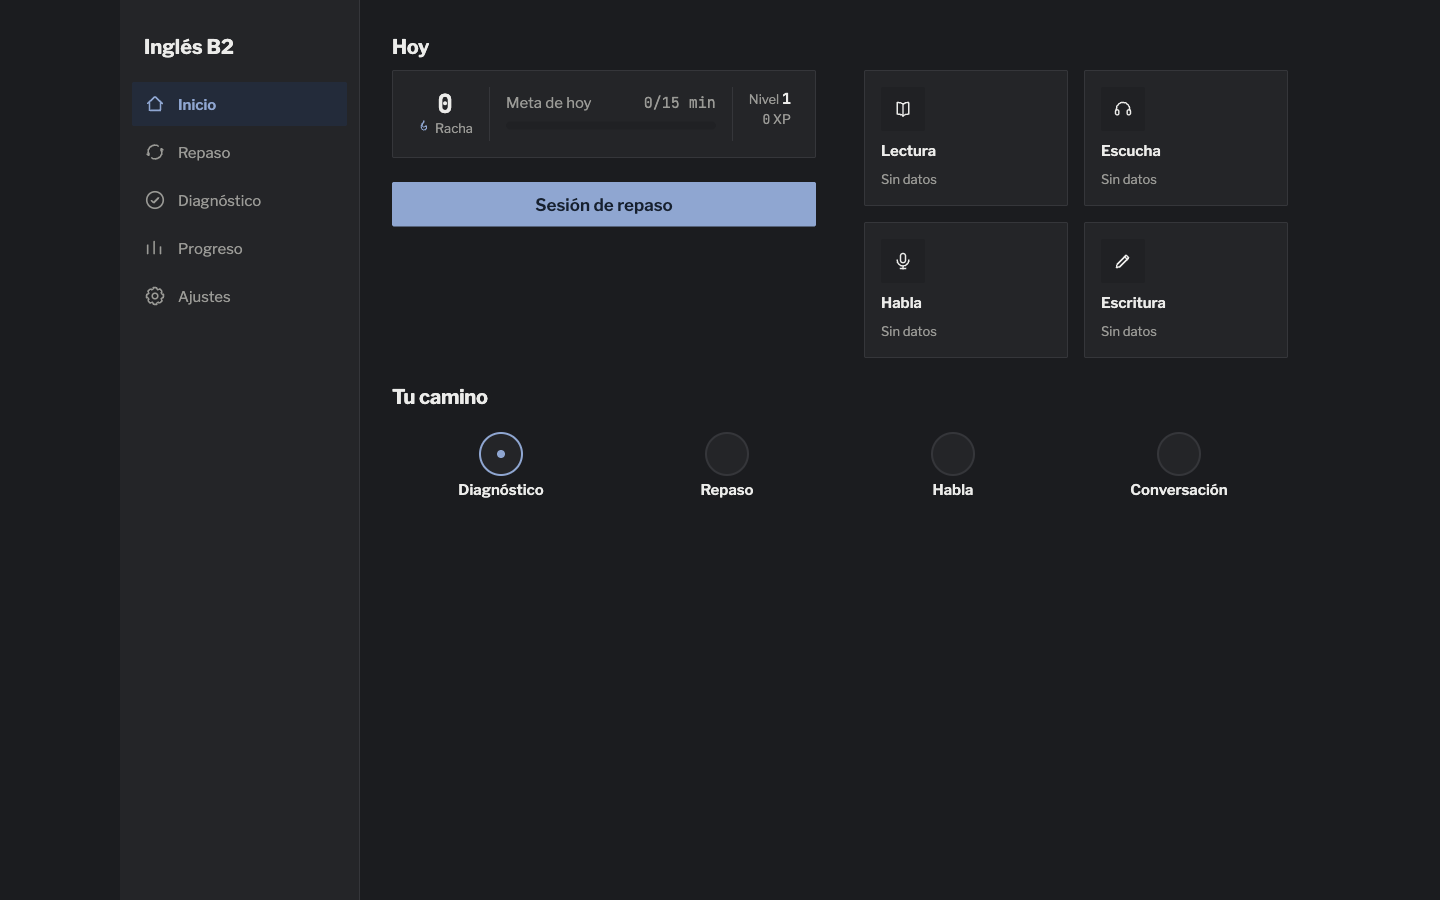 Inglés B2
Inicio
Repaso
Diagnóstico
Progreso
Ajustes
Hoy
0
Racha
Meta de hoy 0/15 min
Nivel 1
0 XP
Sesión de repaso
Lectura
Sin datos
Escucha
Sin datos
Habla
Sin datos
Escritura
Sin datos
Tu camino
Diagnóstico
Repaso
Habla
Conversación